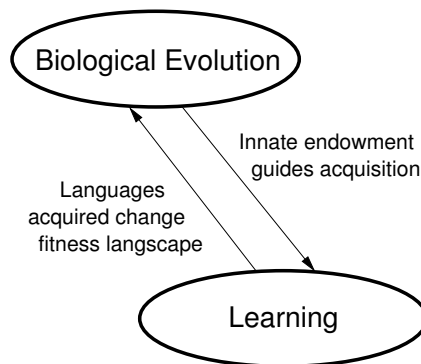 Biological Evolution
Innate endowment
guides acquisition
Languages
acquired change
fitness langscape
Learning